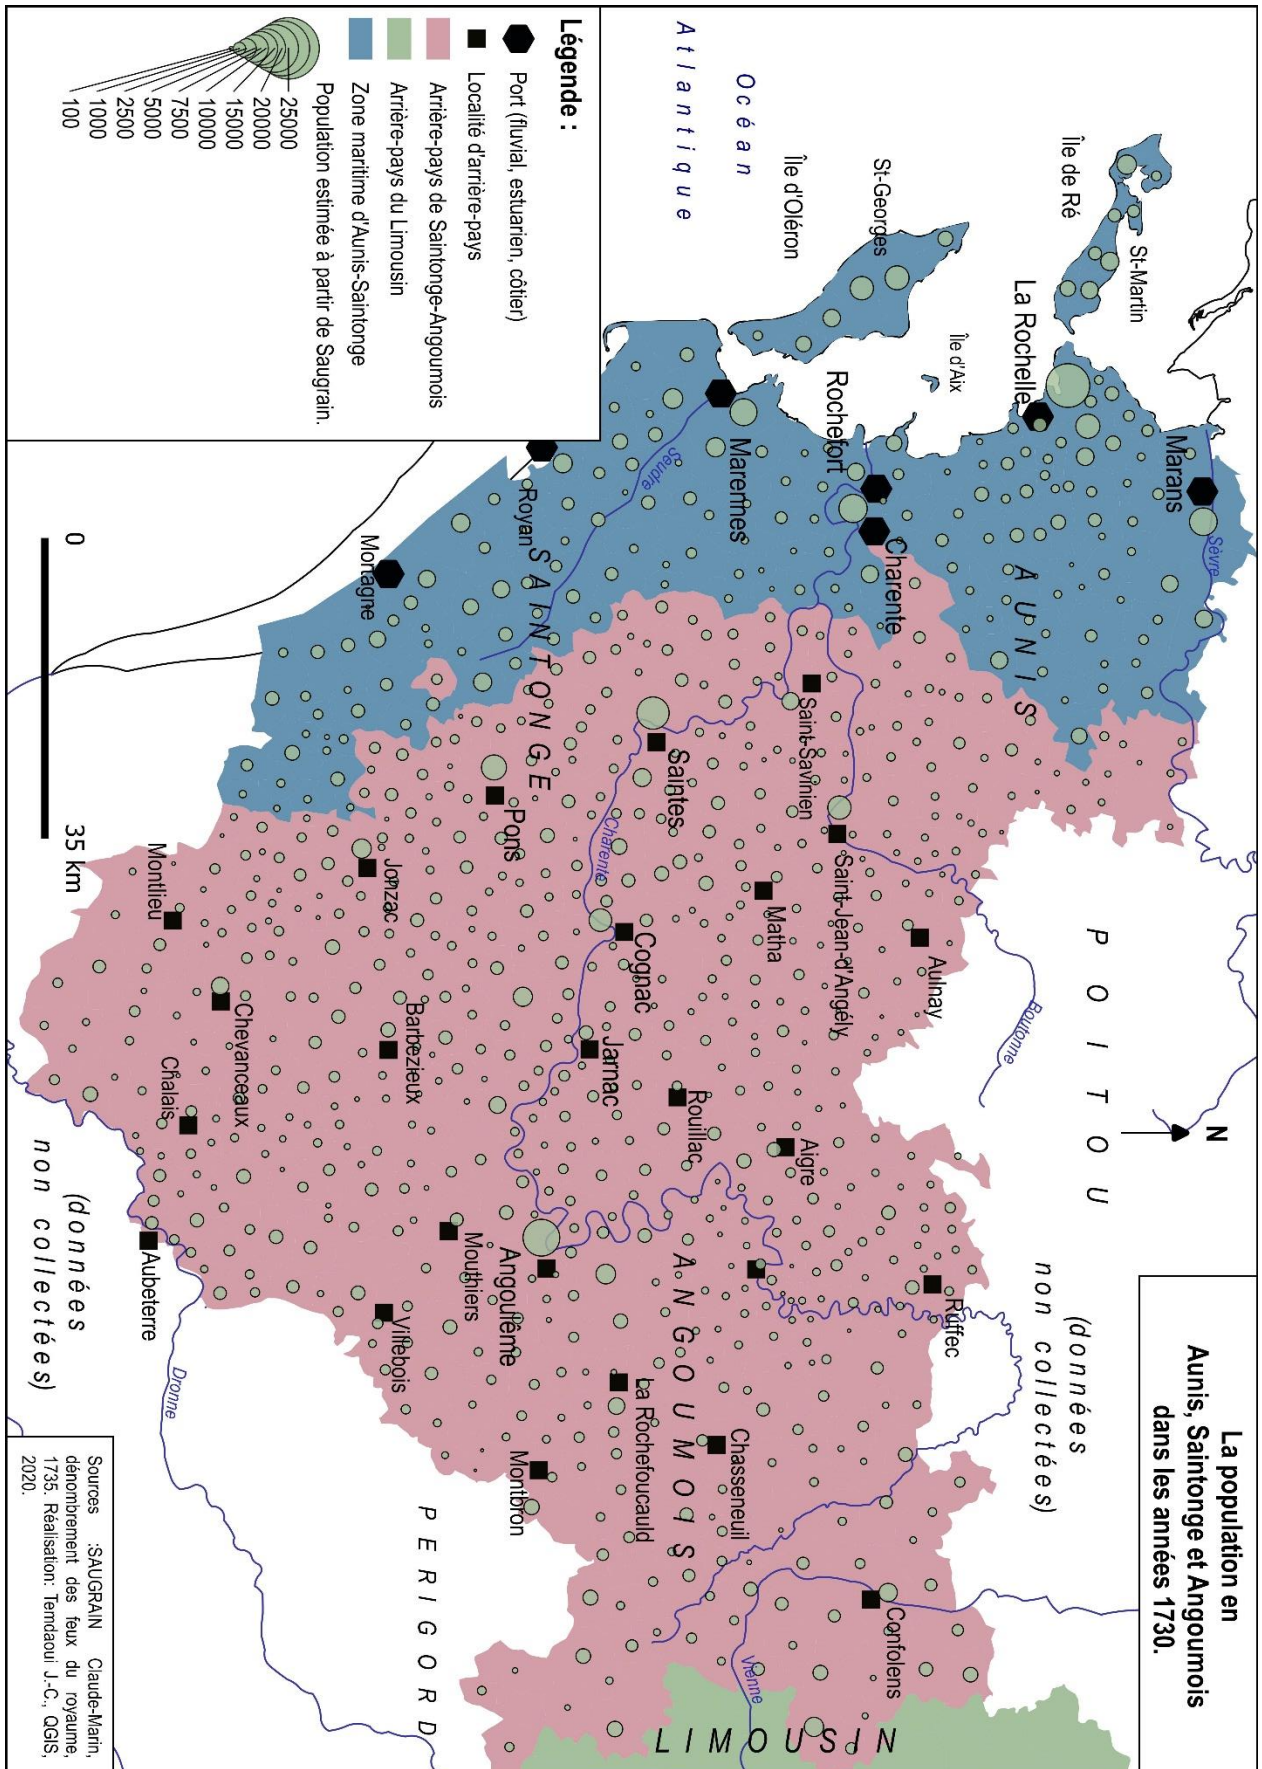 La population en
Aunis, Saintonge et Angoumois
dans les années 1730.
N
Océan
Atlantique
Île de Ré
St-Martin
La Rochelle
Île d'Aix
St-Georges
Île d'Oléron
Marans
Sèvre
AUNIS
Rochefort
Charente
Marennes
Seudre
Royan
SAINTONGE
Mortagne
Saint-Savinien
Saint-Jean-d'Angély
Saintes
Pons
Charente
Jonzac
Montlieu
Matha
Aulnay
Boutonne
Cognac
Jarnac
Barbezieux
Chevanceaux
Chalais
Rouillac
Aigre
Ruffec
POITOU
(données
non collectées)
ANGOUMOIS
Angoulême
Mouthiers
Villebois
Aubeterre
Dronne
(données
non collectées)
La Rochefoucauld
Chasseneuil
Montbron
Confolens
Vienne
PERIGORD
LIMOUSIN
Légende :
Port (fluvial, estuarien, côtier)
Localité d'arrière-pays
Arrière-pays de Saintonge-Angoumois
Arrière-pays du Limousin
Zone maritime d'Aunis-Saintonge
Population estimée à partir de Saugrain.
25000
20000
15000
10000
7500
5000
2500
1000
100
0
35 km
Sources :SAUGRAIN Claude-Marin,
dénombrement des feux du royaume,
1735. Réalisation: Temdaoui J.-C., QGIS,
2020.